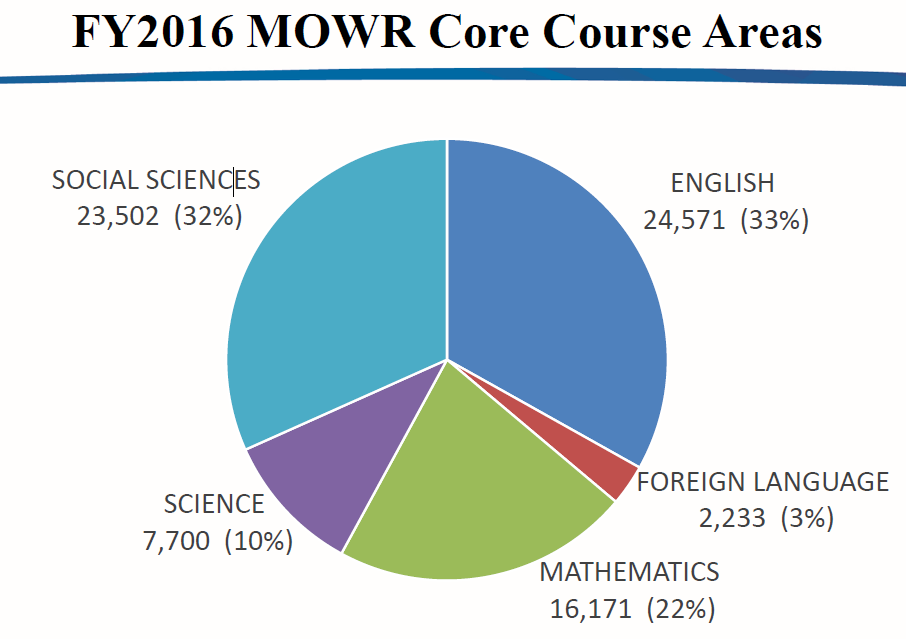 FY2016 MOWR Core Course Areas
SOCIAL SCIENCES
23,502 (32%)
ENGLISH
24,571 (33%)
FOREIGN LANGUAGE
2,233 (3%)
SCIENCE
7,700 (10%)
MATHEMATICS
16,171 (22%)